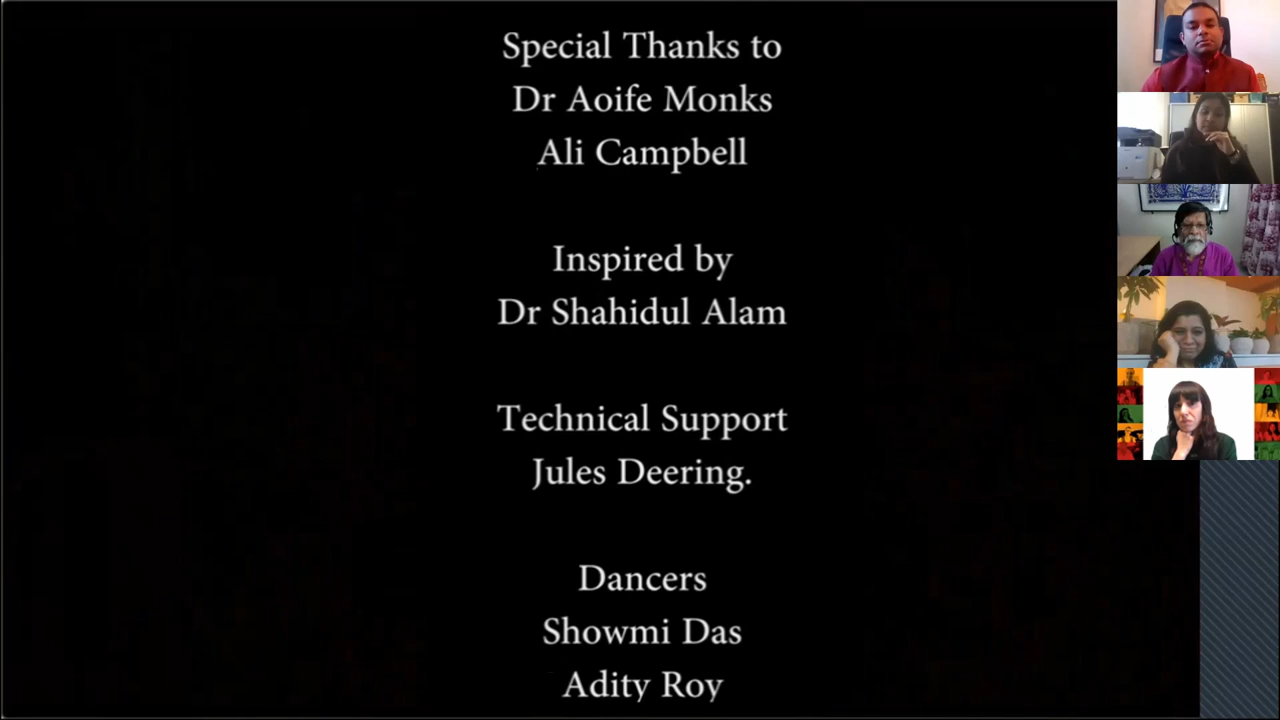 Special Thanks to
Dr Aoife Monks
Ali Campbell
Inspired by
Dr Shahidul Alam
Technical Support
Jules Deering.
Dancers
Showmi Das
Adity Roy